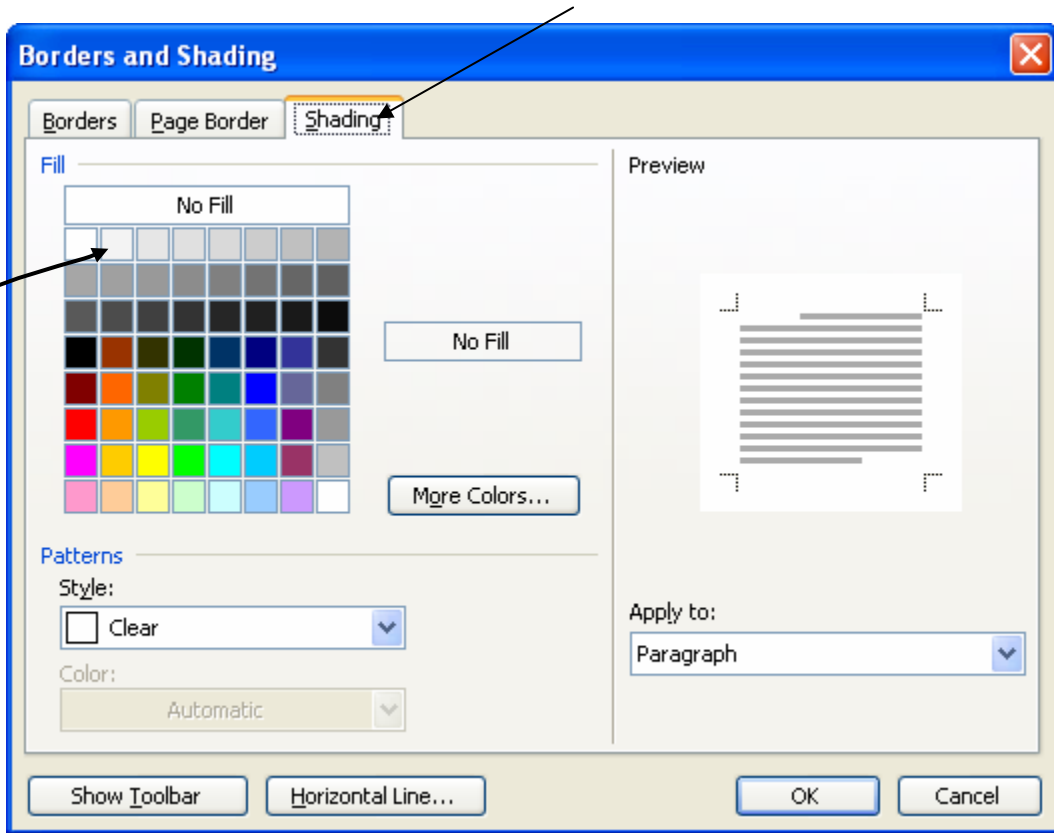 Borders and Shading
Borders
Page Border
Shading
Fill
No Fill
No Fill
More Colors...
Patterns
Style:
Clear
Color:
Automatic
Preview
Apply to:
Paragraph
Show Toolbar
Horizontal Line...
OK
Cancel